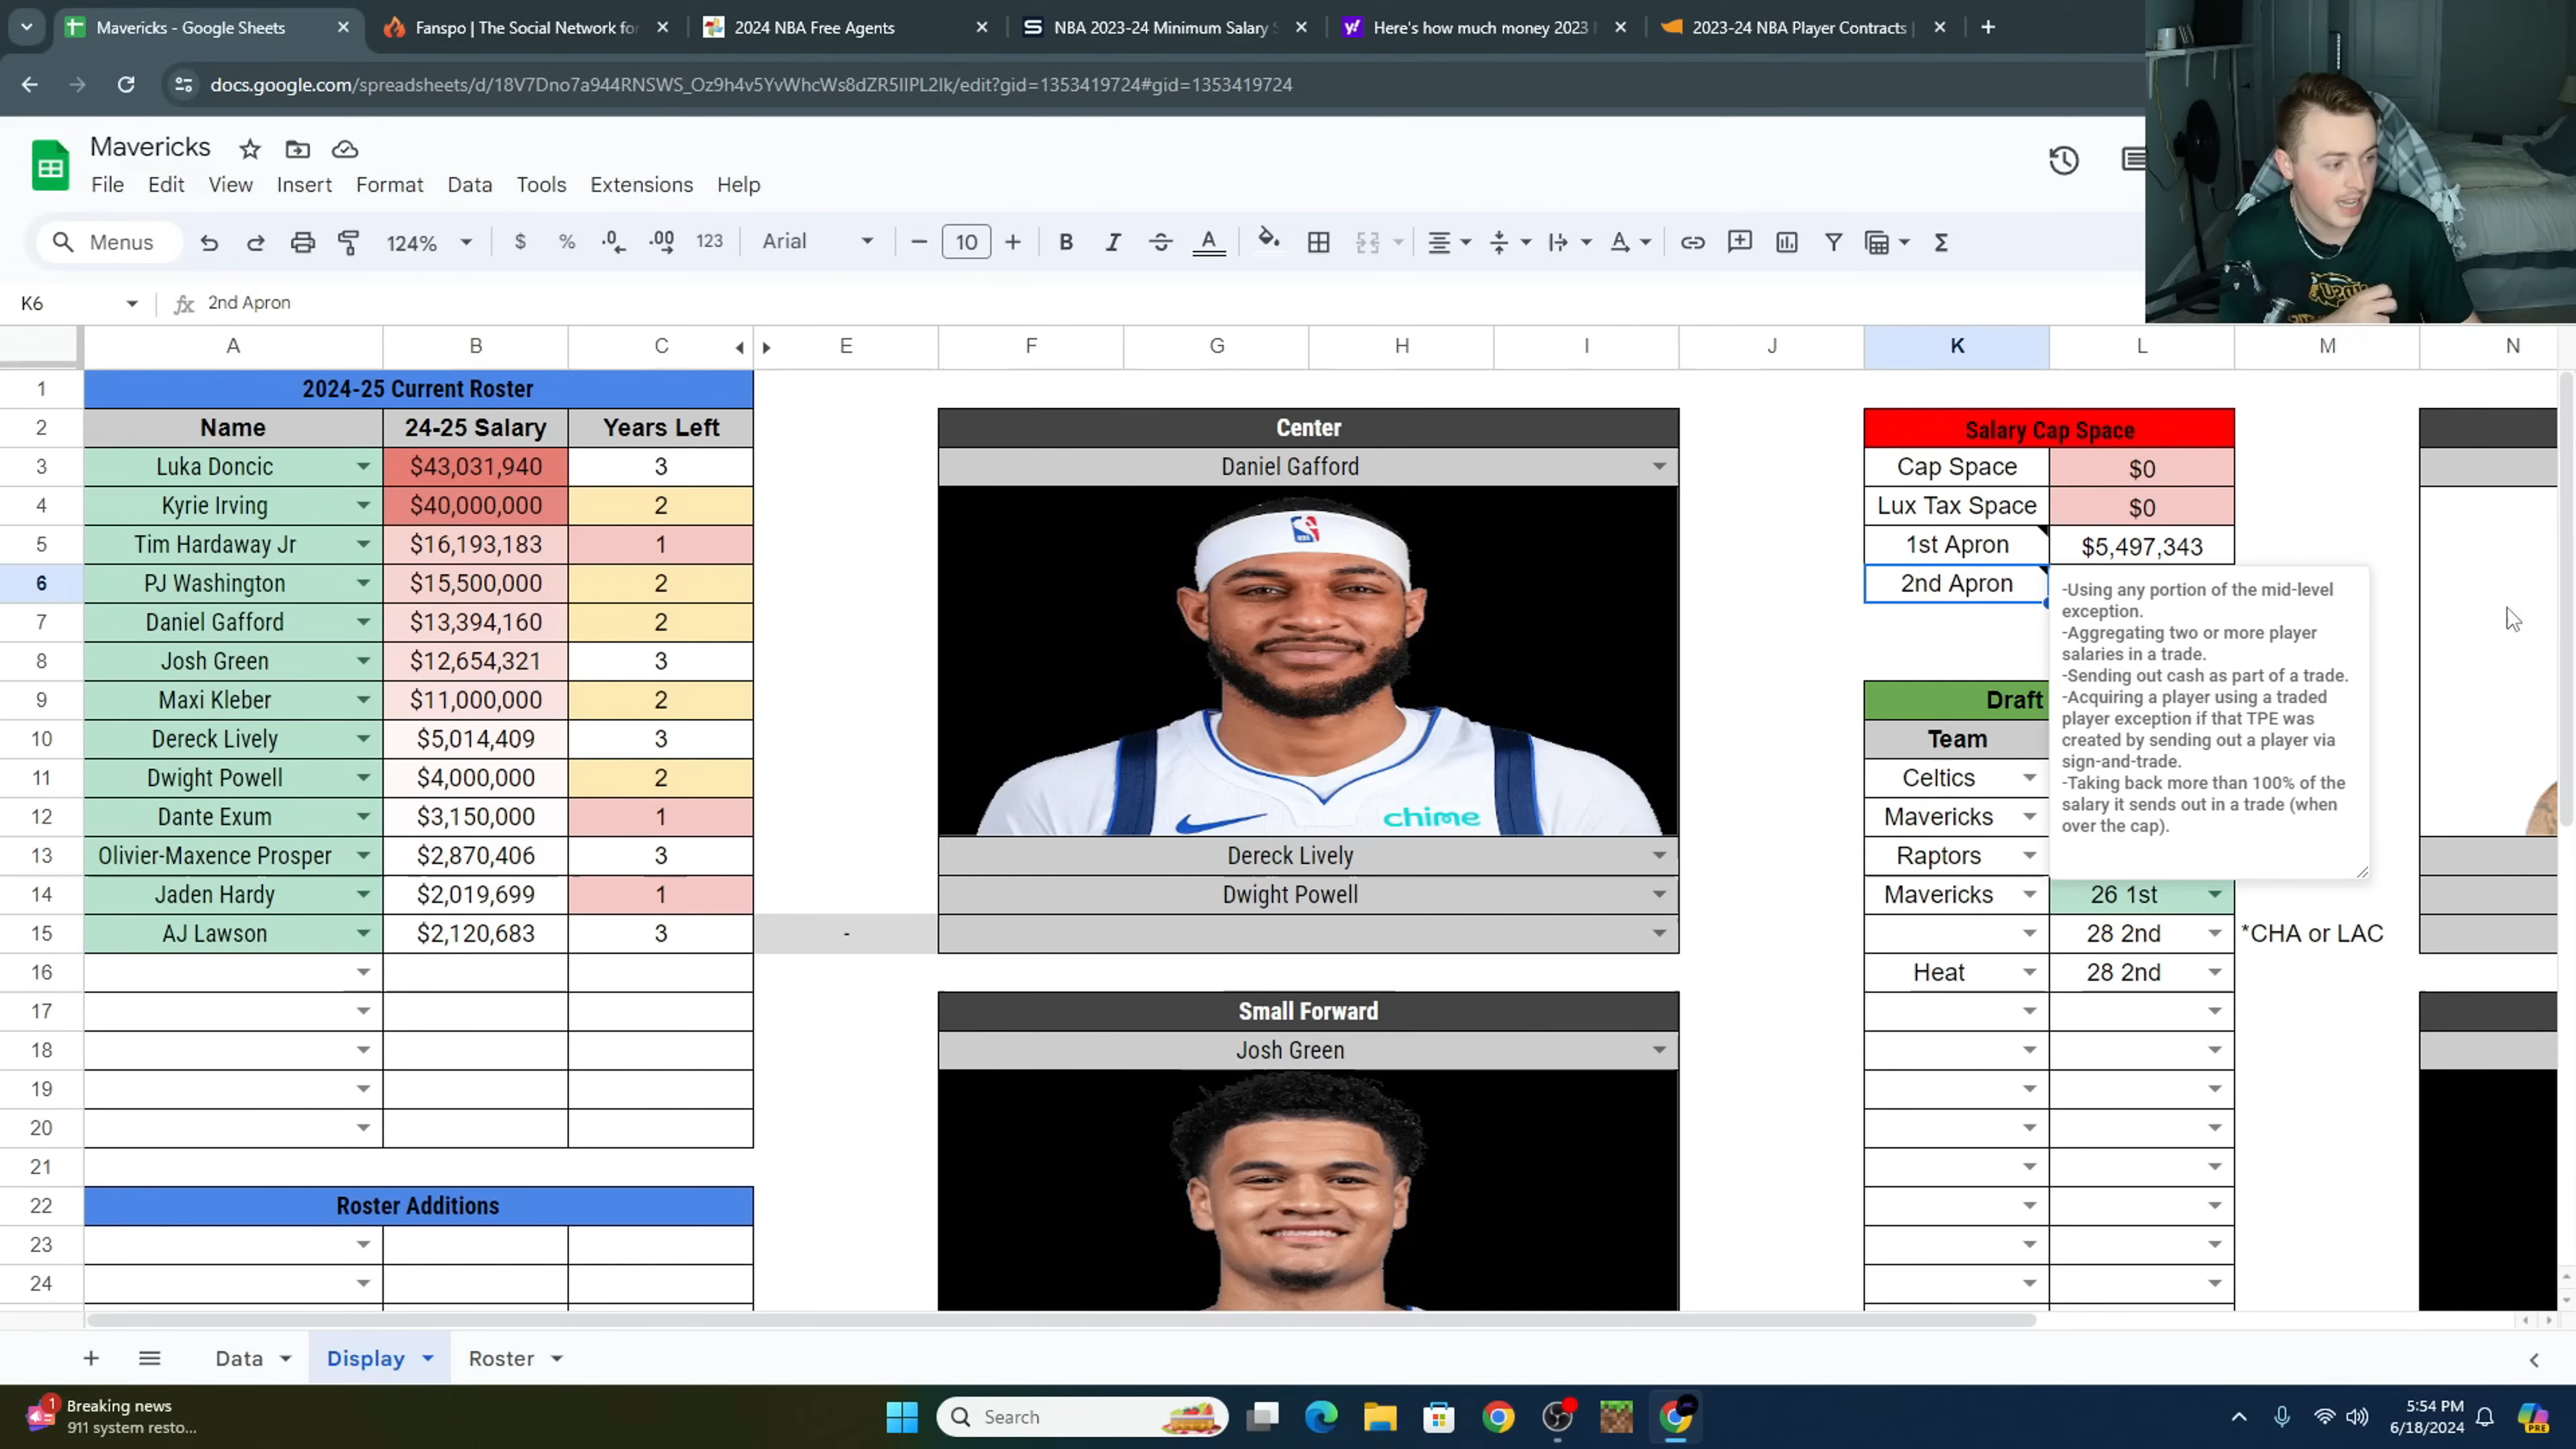 Mavericks - Google Sheets
Fanspo | The Social Network for
2024 NBA Free Agents
NBA 2023-24 Minimum Salary S
Here's how much money 2023
2023-24 NBA Player Contracts |
docs.google.com/spreadsheets/d/18V7Dno7a944RNSWS_Oz9h4v5YvWhcWs8dZR5IIPL2Ik/edit?gid=1353419724#gid=1353419724
Mavericks
File Edit View Insert Format Data Tools Extensions Help
Menus 124% $ % .0 .00 123 Arial 10 B I A
K6 fx 2nd Apron
A B C E F G H I J K L M N
1 2024-25 Current Roster
2 Name 24-25 Salary Years Left Center Salary Cap Space
3 Luka Doncic $43,031,940 3 Daniel Gafford Cap Space $0
4 Kyrie Irving $40,000,000 2 Lux Tax Space $0
5 Tim Hardaway Jr $16,193,183 1 1st Apron $5,497,343
6 PJ Washington $15,500,000 2 2nd Apron
7 Daniel Gafford $13,394,160 2
8 Josh Green $12,654,321 3
9 Maxi Kleber $11,000,000 2 Draft
10 Dereck Lively $5,014,409 3 Team
11 Dwight Powell $4,000,000 2 Celtics
12 Dante Exum $3,150,000 1 Mavericks
13 Olivier-Maxence Prosper $2,870,406 3 Dereck Lively Raptors
14 Jaden Hardy $2,019,699 1 Dwight Powell Mavericks 26 1st
15 AJ Lawson $2,120,683 3 - 28 2nd *CHA or LAC
16 Heat 28 2nd
17 Small Forward
18 Josh Green
19
20
21
22 Roster Additions
23
24
-Using any portion of the mid-level
exception.
-Aggregating two or more player
salaries in a trade.
-Sending out cash as part of a trade.
-Acquiring a player using a traded
player exception if that TPE was
created by sending out a player via
sign-and-trade.
-Taking back more than 100% of the
salary it sends out in a trade (when
over the cap).
chime
Data Display Roster
1 Breaking news
911 system resto...
Search
5:54 PM
6/18/2024
PRE